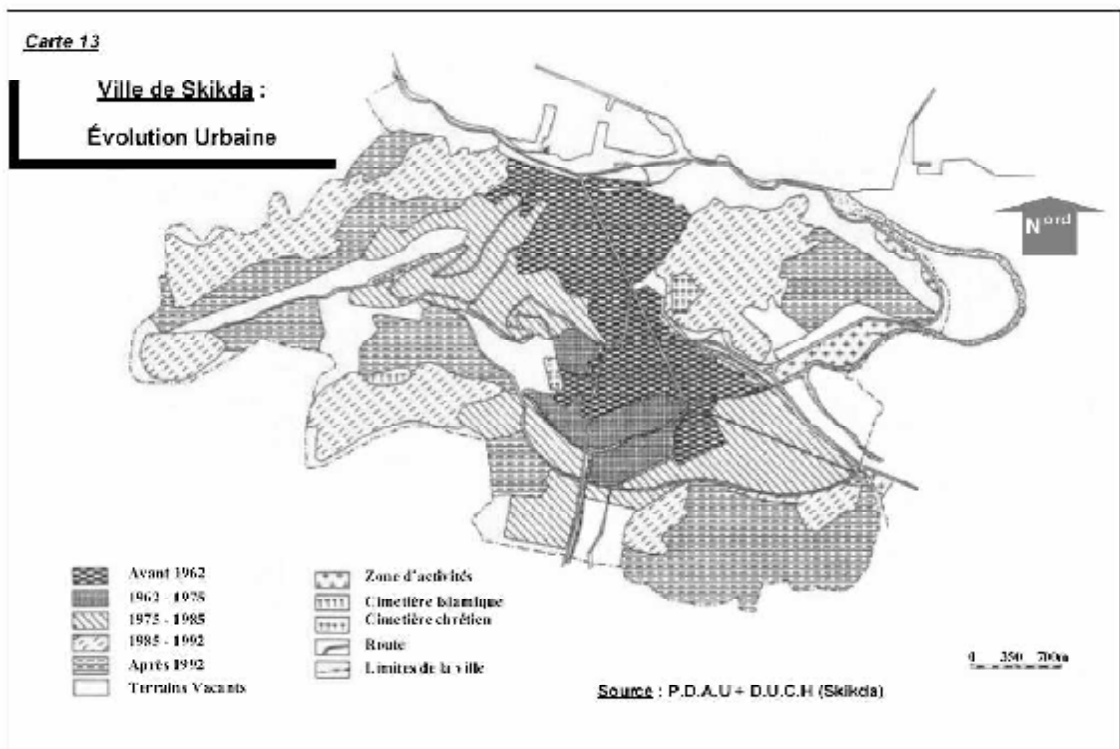 Carte 13
Ville de Skikda :
Évolution Urbaine
Nord
Avant 1962
1962 - 1975
1975 - 1985
1985 - 1992
Après 1992
Terrains Vacants
Zone d'activités
Cimetière Islamique
Cimetière chrétien
Route
Limites de la ville
0 350 700m
Source : P.D.A.U + D.U.C.H (Skikda)